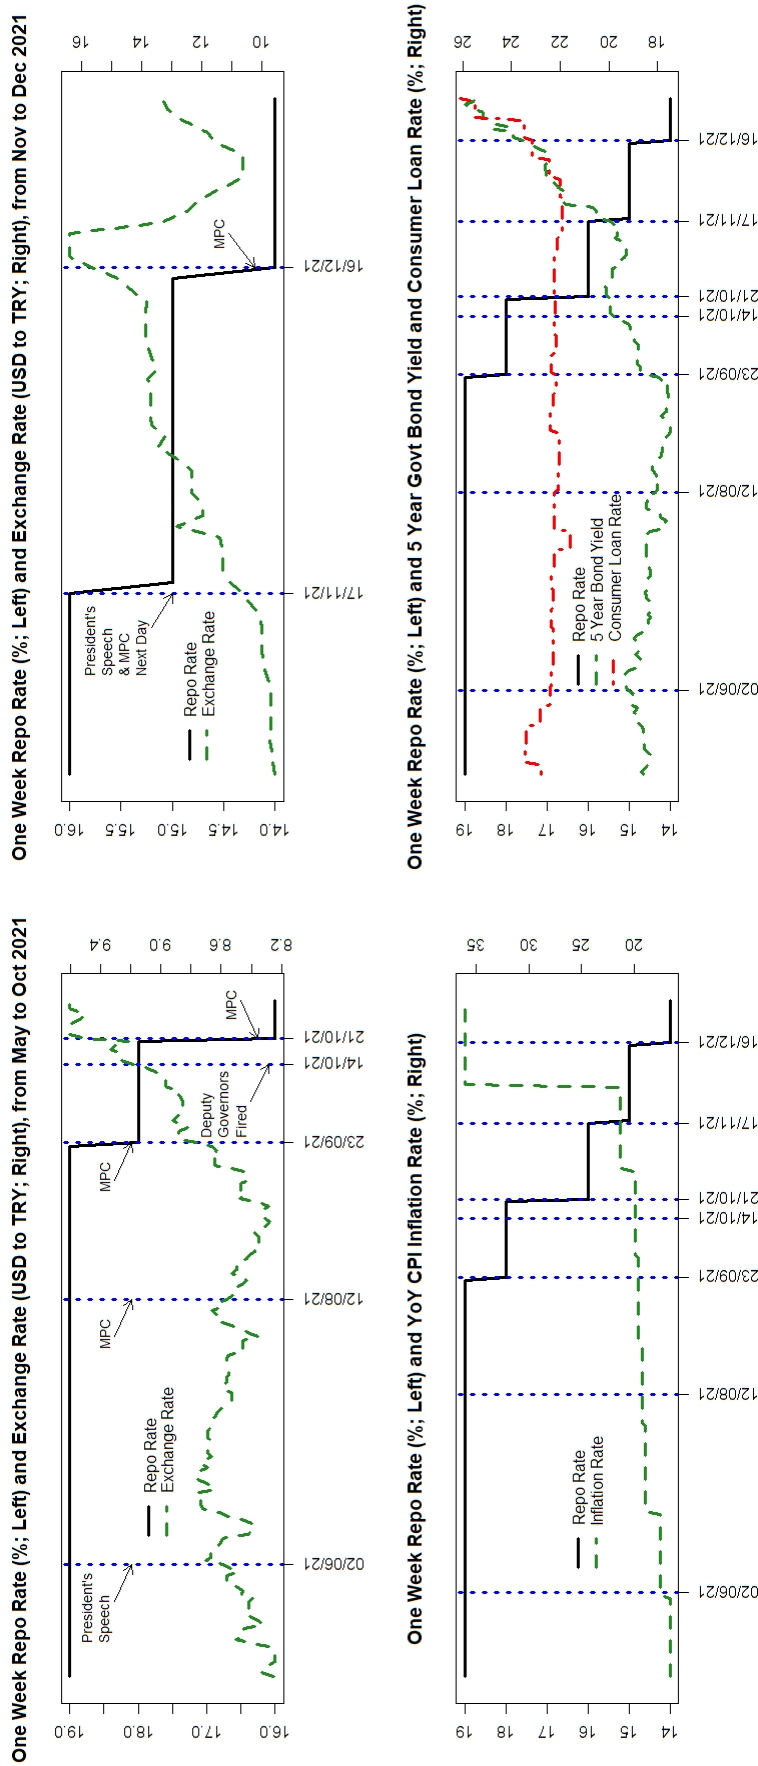 One Week Repo Rate (%; Left) and Exchange Rate (USD to TRY; Right), from May to Oct 2021
19.0
18.0
17.0
16.0
9.4
9.0
8.6
8.2
President's
Speech
MPC
MPC
Deputy
Governors
Fired
MPC
Repo Rate
Exchange Rate
02/06/21
12/08/21
23/09/21
14/10/21
21/10/21
One Week Repo Rate (%; Left) and Exchange Rate (USD to TRY; Right), from Nov to Dec 2021
16.0
15.5
15.0
14.5
14.0
16
14
12
10
President's
Speech
& MPC
Next Day
MPC
Repo Rate
Exchange Rate
17/11/21
16/12/21
One Week Repo Rate (%; Left) and YoY CPI Inflation Rate (%; Right)
19
18
17
16
15
14
35
30
25
20
Repo Rate
Inflation Rate
02/06/21
12/08/21
23/09/21
14/10/21
21/10/21
17/11/21
16/12/21
One Week Repo Rate (%; Left) and 5 Year Govt Bond Yield and Consumer Loan Rate (%; Right)
19
18
17
16
15
14
26
24
22
20
18
Repo Rate
5 Year Bond Yield
Consumer Loan Rate
02/06/21
12/08/21
23/09/21
14/10/21
21/10/21
17/11/21
16/12/21